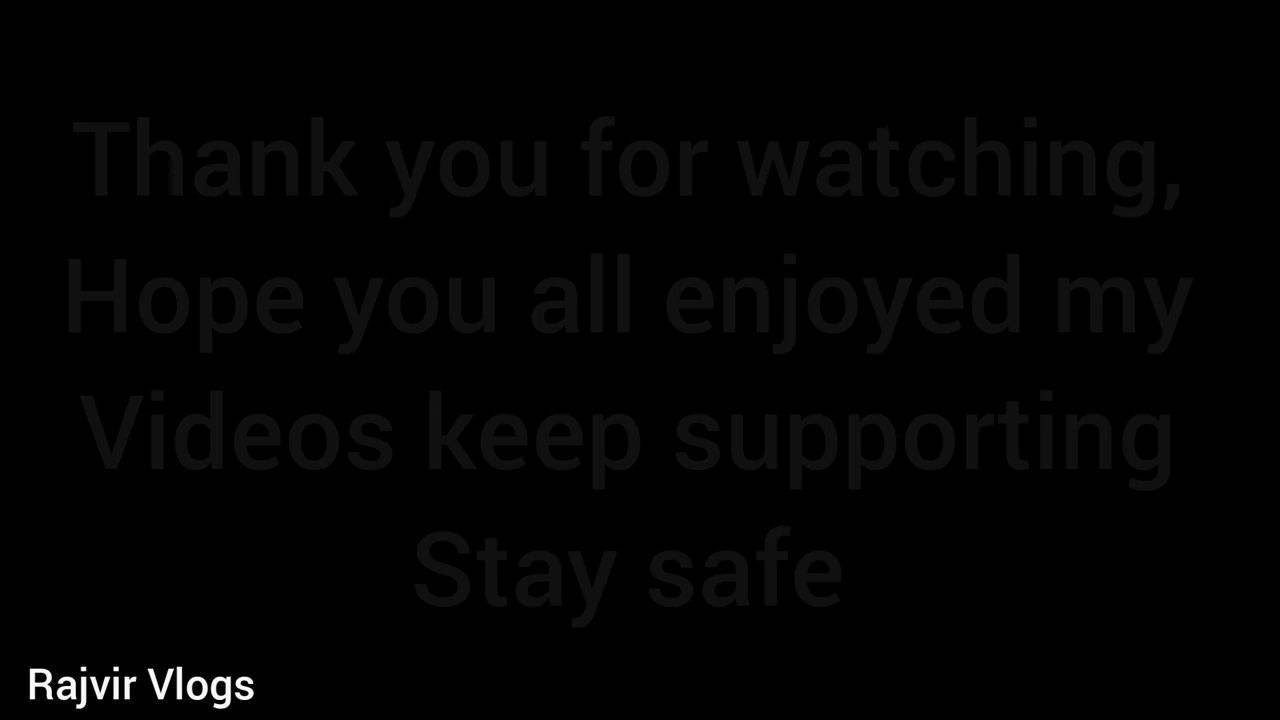 Thank you for watching,
Hope you all enjoyed my
Videos keep supporting
Stay safe
Rajvir Vlogs